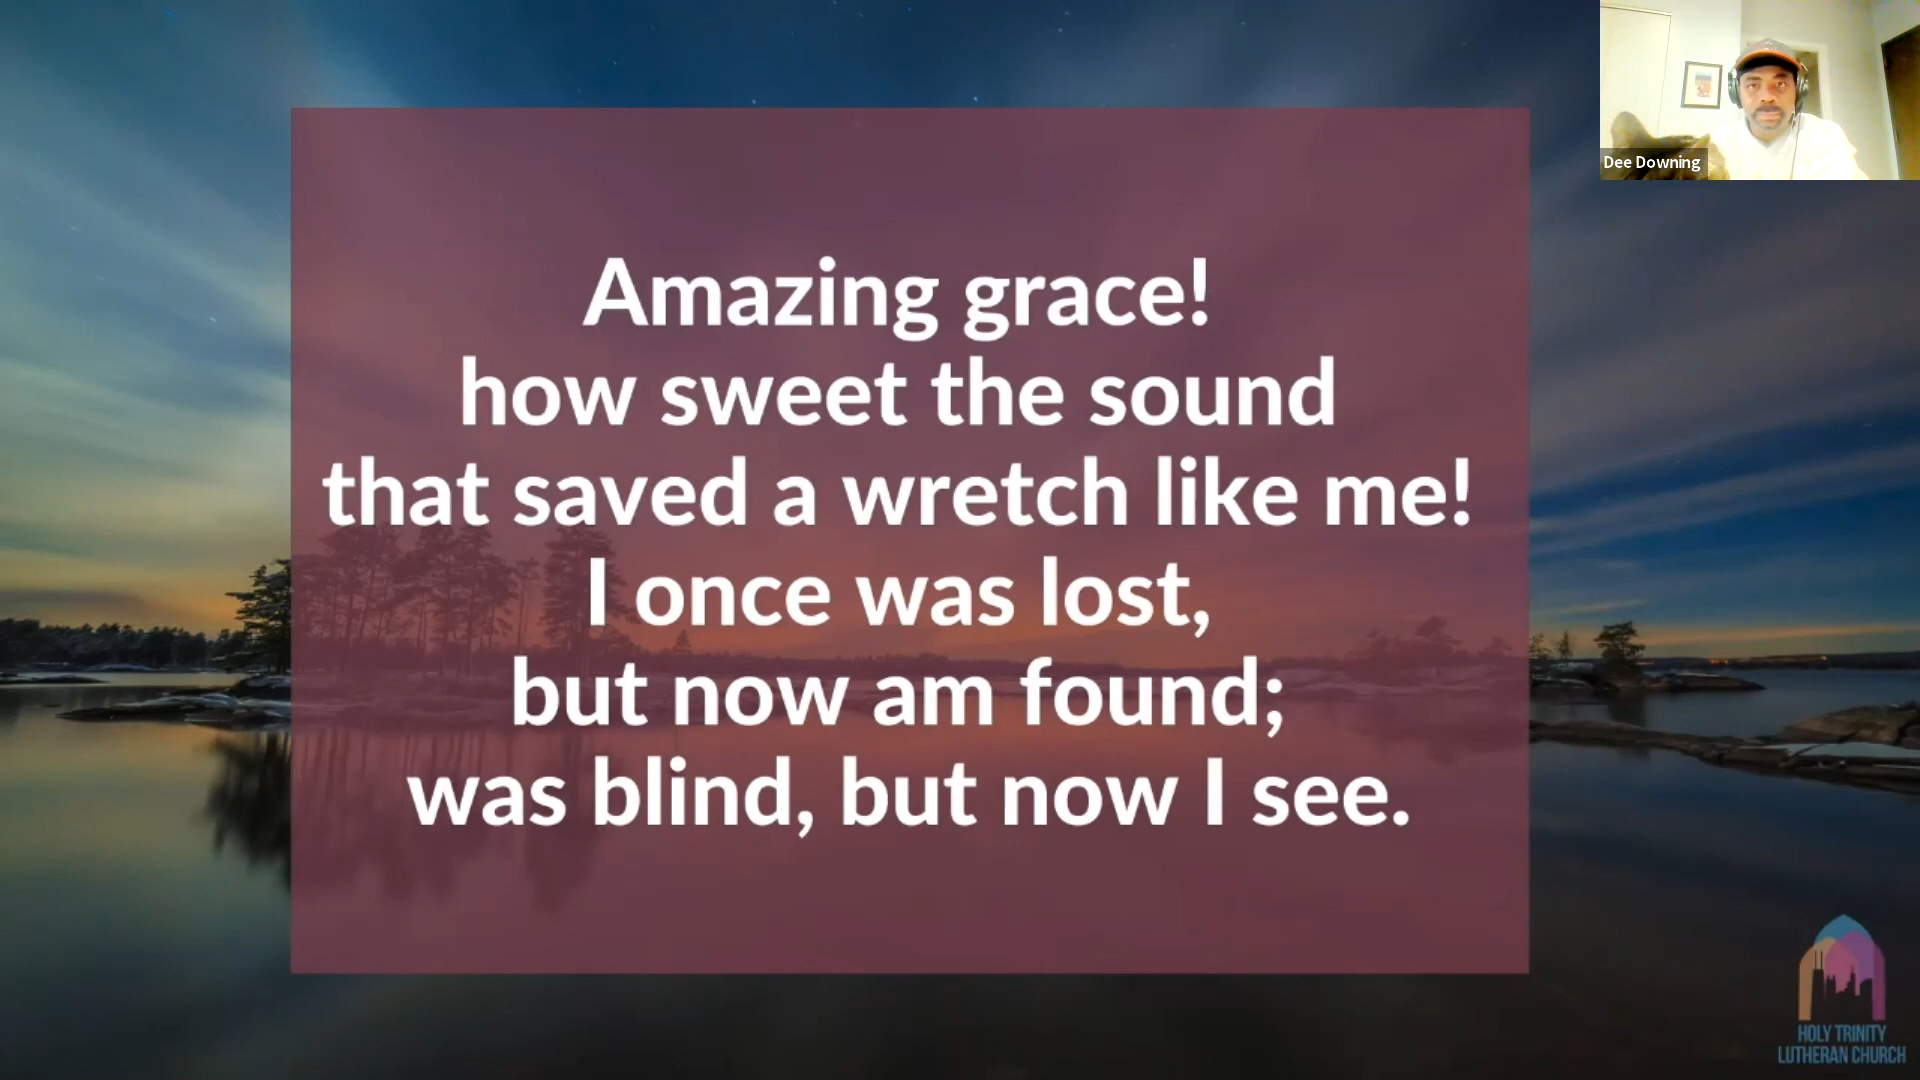 Dee Downing
Amazing grace!
how sweet the sound
that saved a wretch like me!
I once was lost,
but now am found;
was blind, but now I see.
HOLY TRINITY
LUTHERAN CHURCH